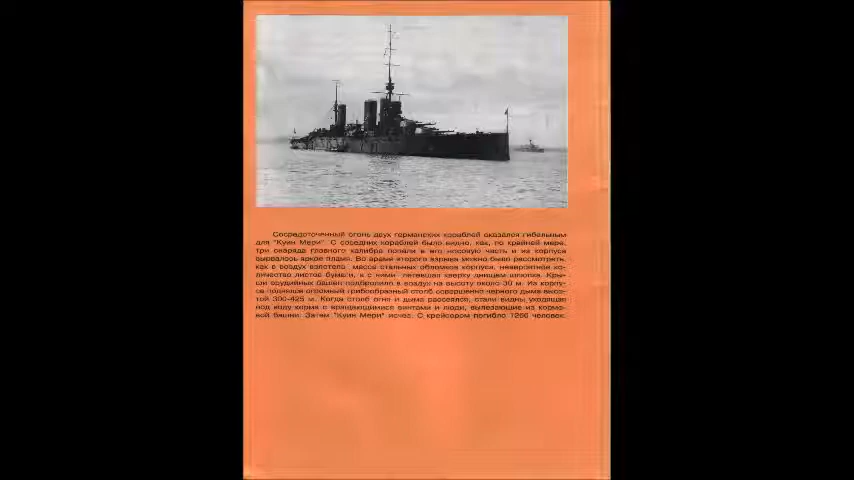 Сосредоточенный огонь двух германских кораблей оказался гибельным
для "Куин Мери". С соседних кораблей было видно, как, по крайней мере,
три снаряда главного калибра попали в его носовую часть и из корпуса
вырвалось яркое пламя. Во время второго взрыва можно было рассмотреть,
как в воздух взлетела масса стальных обломков корпуса, невероятное ко-
личество листов бумаги, и с ними летевшая сверху днищем шлюпка. Кры-
ши орудийных башен подбросило в воздух на высоту около 30 м. Из корпу-
са поднялся огромный грибообразный столб совершенно черного дыма высо-
той 300-425 м. Когда столб огня и дыма рассеялся, стали видны уходящая
под воду корма с вращающимися винтами и люди, вылезающие из кормо-
вой башни. Затем "Куин Мери" исчез. С крейсером погибло 1266 человек.